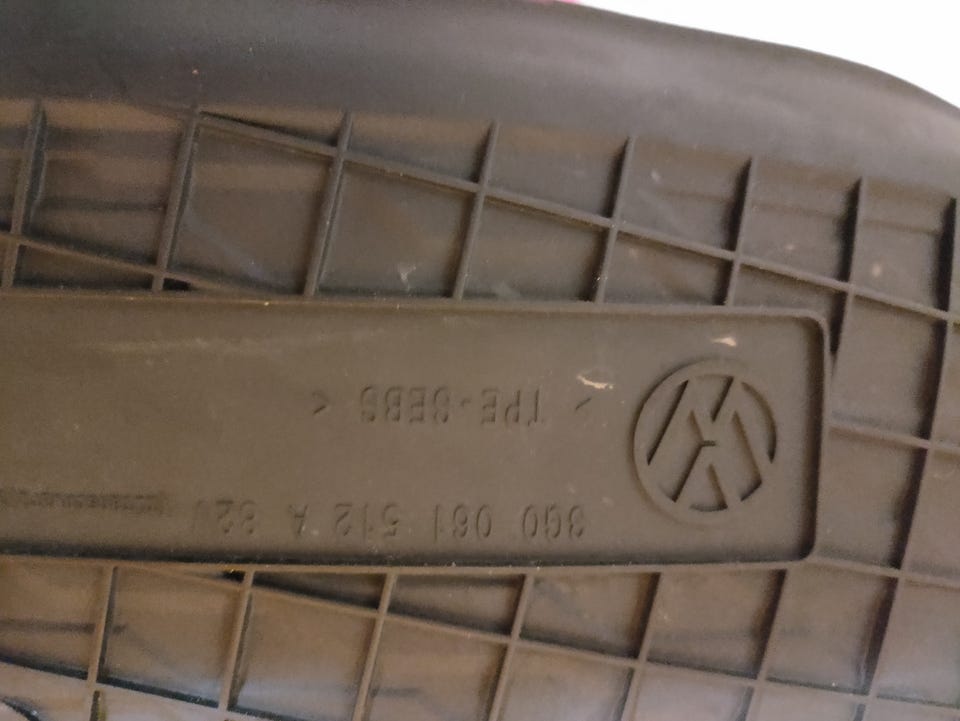 3G0 061 512 A 82V
> TPE-SEBS <